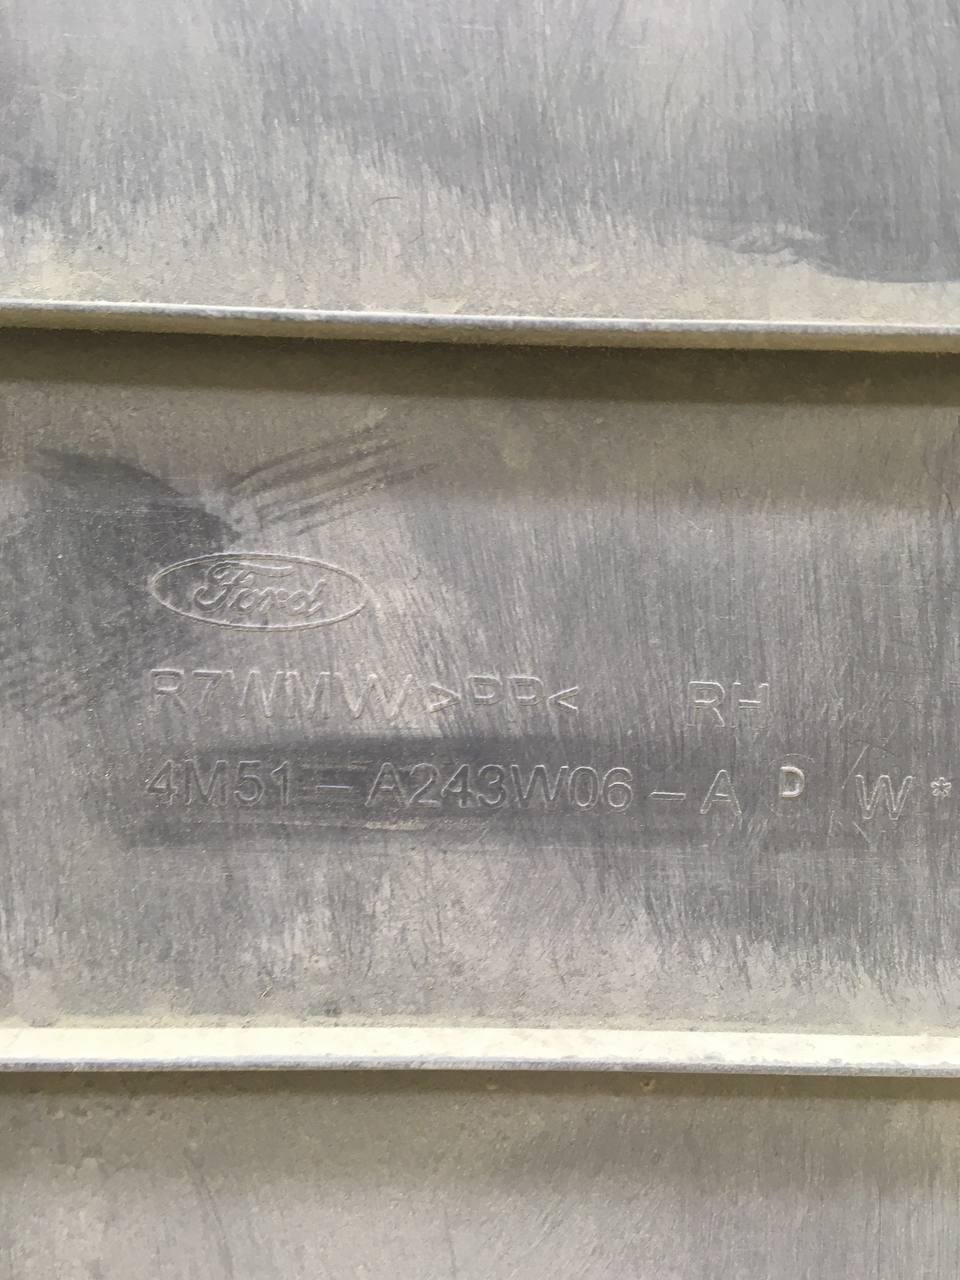 Ford
R7WMW >PP< RH
4M51-A243W06-A D W*